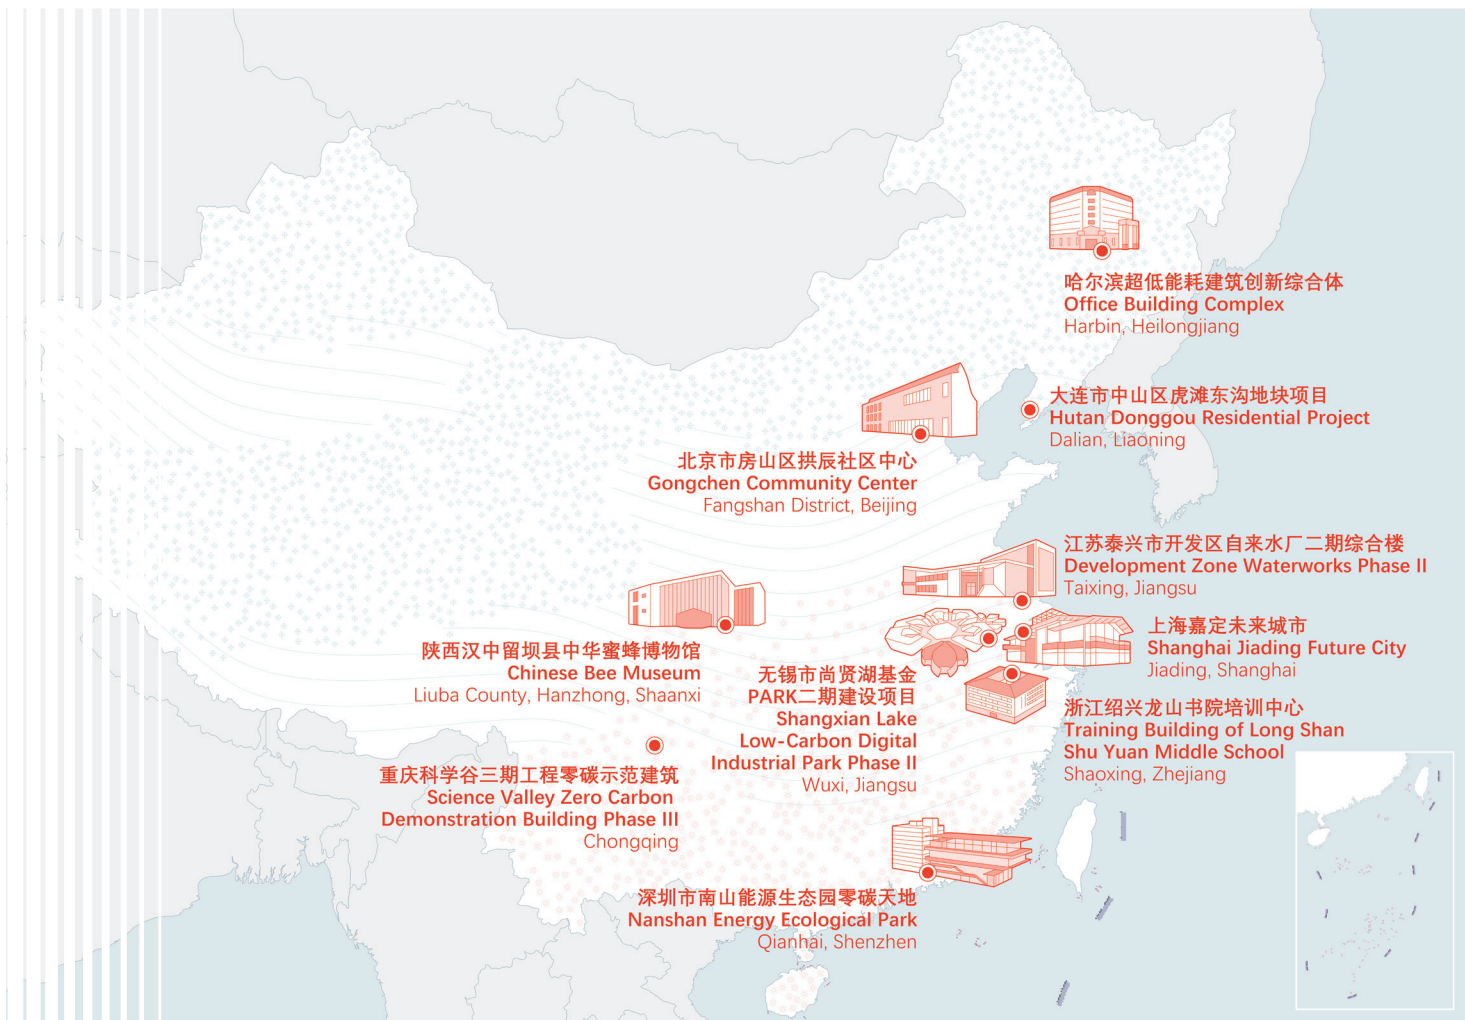 哈尔滨超低能耗建筑创新综合体
Office Building Complex
Harbin, Heilongjiang
大连市中山区虎滩东沟地块项目
Hutan Donggou Residential Project
Dalian, Liaoning
北京市房山区拱辰社区中心
Gongchen Community Center
Fangshan District, Beijing
江苏泰兴市开发区自来水厂二期综合楼
Development Zone Waterworks Phase II
Taixing, Jiangsu
上海嘉定未来城市
Shanghai Jiading Future City
Jiading, Shanghai
陕西汉中留坝县中华蜜蜂博物馆
Chinese Bee Museum
Liuba County, Hanzhong, Shaanxi
无锡市尚贤湖基金
PARK二期建设项目
Shangxian Lake
Low-Carbon Digital
Industrial Park Phase II
Wuxi, Jiangsu
浙江绍兴龙山书院培训中心
Training Building of Long Shan
Shu Yuan Middle School
Shaoxing, Zhejiang
重庆科学谷三期工程零碳示范建筑
Science Valley Zero Carbon
Demonstration Building Phase III
Chongqing
深圳市南山能源生态园零碳天地
Nanshan Energy Ecological Park
Qianhai, Shenzhen